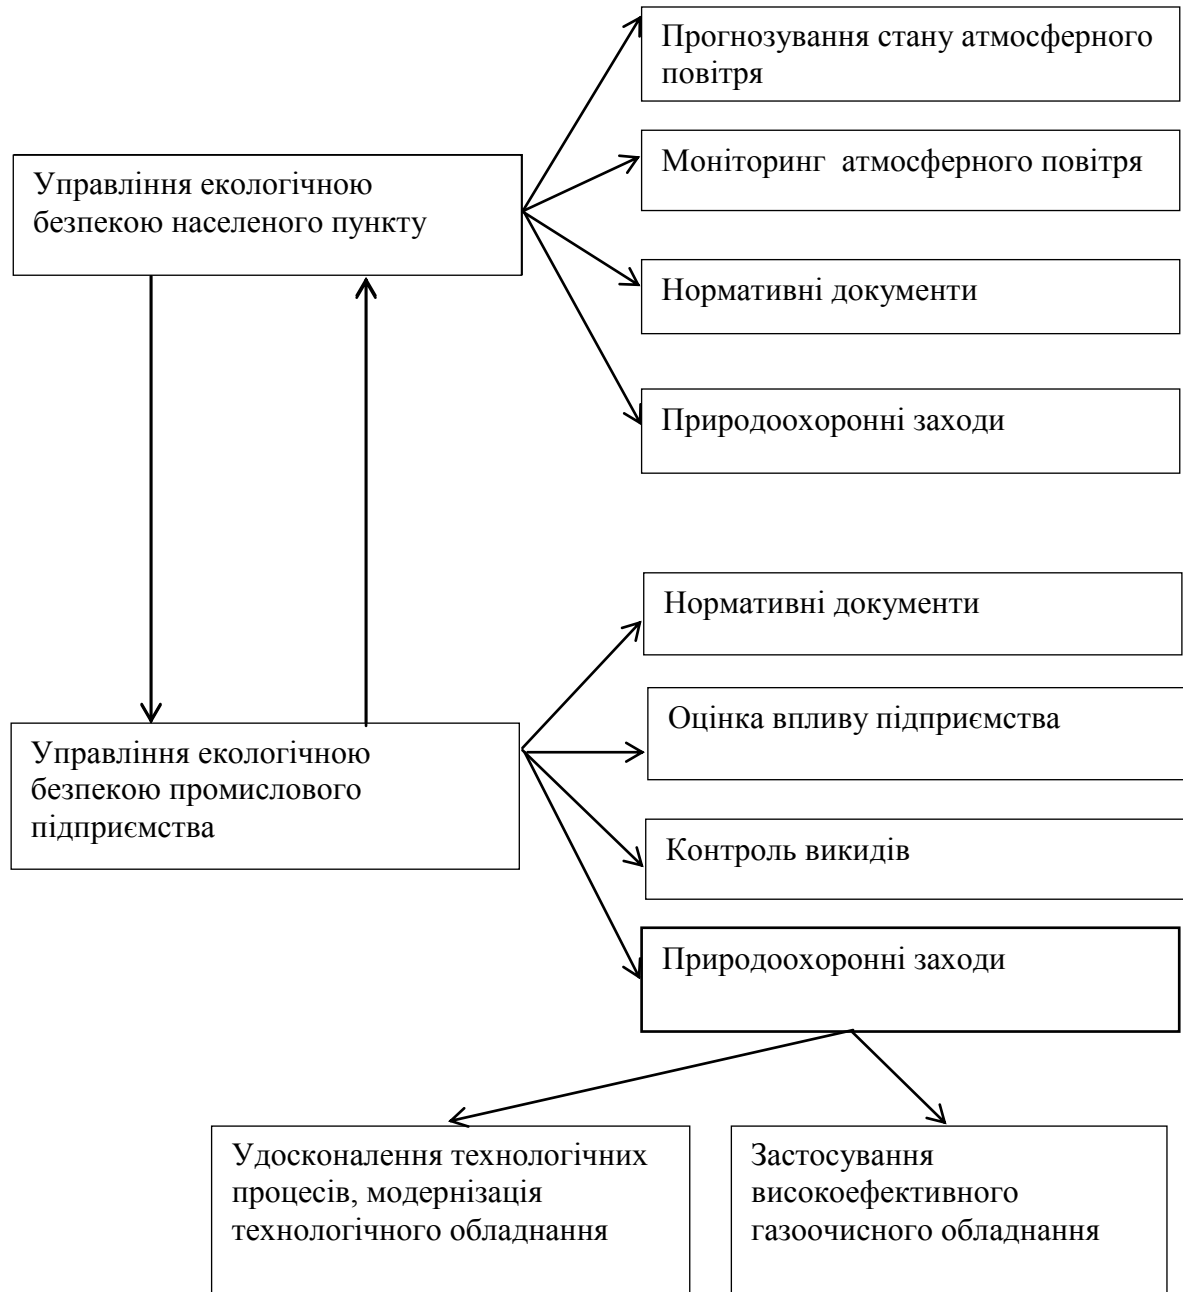 Прогнозування стану атмосферного
повітря
Моніторинг атмосферного повітря
Управління екологічною
безпекою населеного пункту
Нормативні документи
Природоохоронні заходи
Нормативні документи
Оцінка впливу підприємства
Управління екологічною
безпекою промислового
підприємства
Контроль викидів
Природоохоронні заходи
Удосконалення технологічних
процесів, модернізація
технологічного обладнання
Застосування
високоефективного
газоочисного обладнання